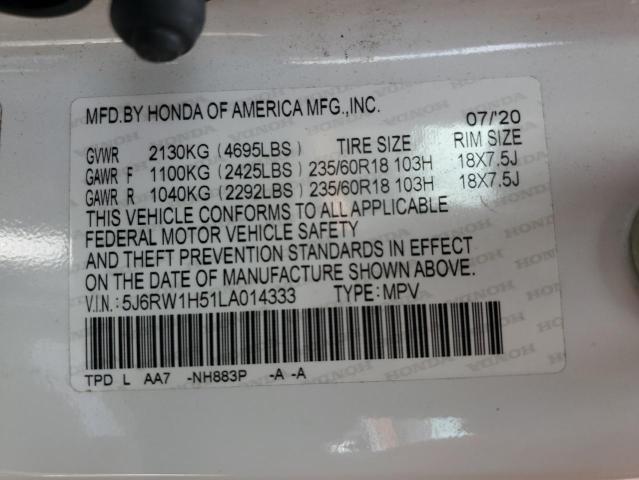 MFD.BY HONDA OF AMERICA MFG.,INC. 07/20
GVWR 2130KG (4695LBS) TIRE SIZE RIM SIZE
GAWR F 1100KG (2425LBS) 235/60R18 103H 18X7.5J
GAWR R 1040KG (2292LBS) 235/60R18 103H 18X7.5J
THIS VEHICLE CONFORMS TO ALL APPLICABLE
FEDERAL MOTOR VEHICLE SAFETY
AND THEFT PREVENTION STANDARDS IN EFFECT
ON THE DATE OF MANUFACTURE SHOWN ABOVE.
V.I.N.: 5J6RW1H51LA014333 TYPE: MPV
TPD L AA7 -NH883P -A -A